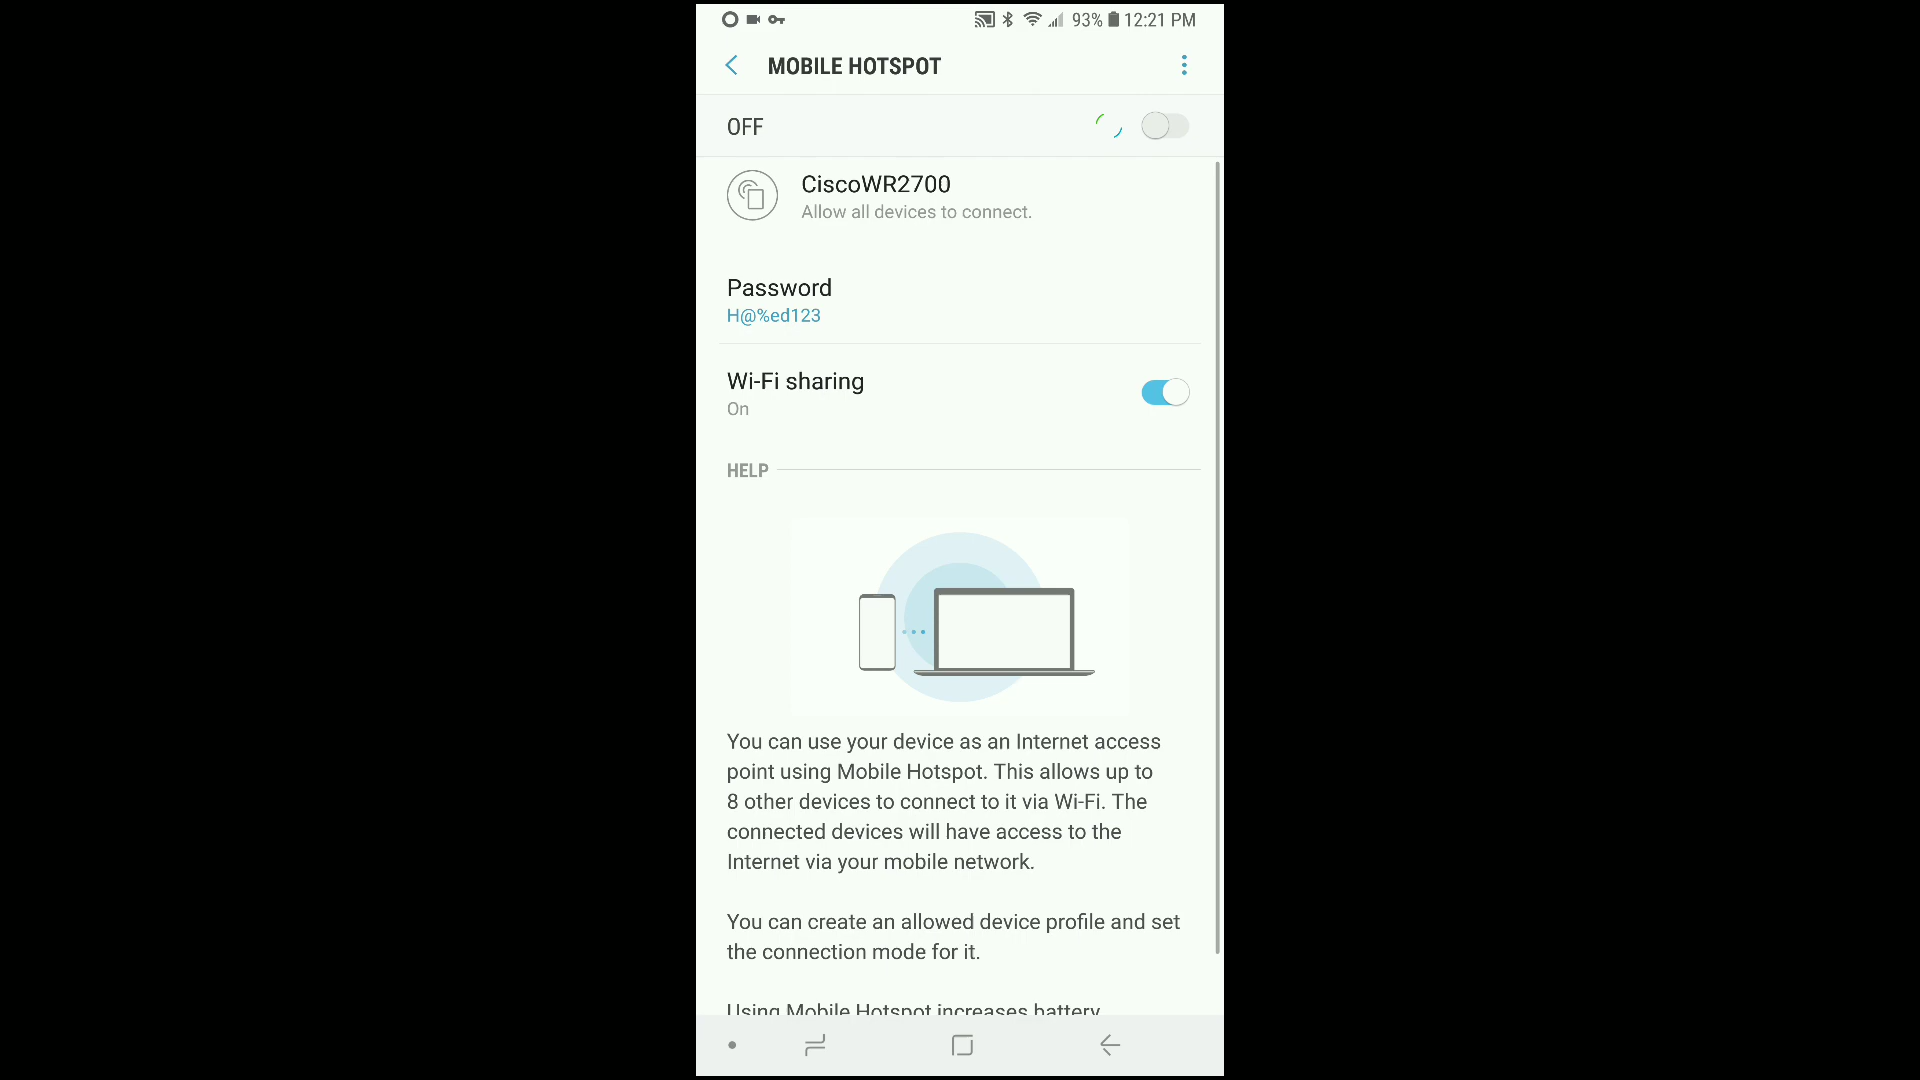 93% 12:21 PM
MOBILE HOTSPOT
OFF
CiscoWR2700
Allow all devices to connect.
Password
H@%ed123
Wi-Fi sharing
On
HELP
You can use your device as an Internet access
point using Mobile Hotspot. This allows up to
8 other devices to connect to it via Wi-Fi. The
connected devices will have access to the
Internet via your mobile network.
You can create an allowed device profile and set
the connection mode for it.
Using Mobile Hotspot increases battery